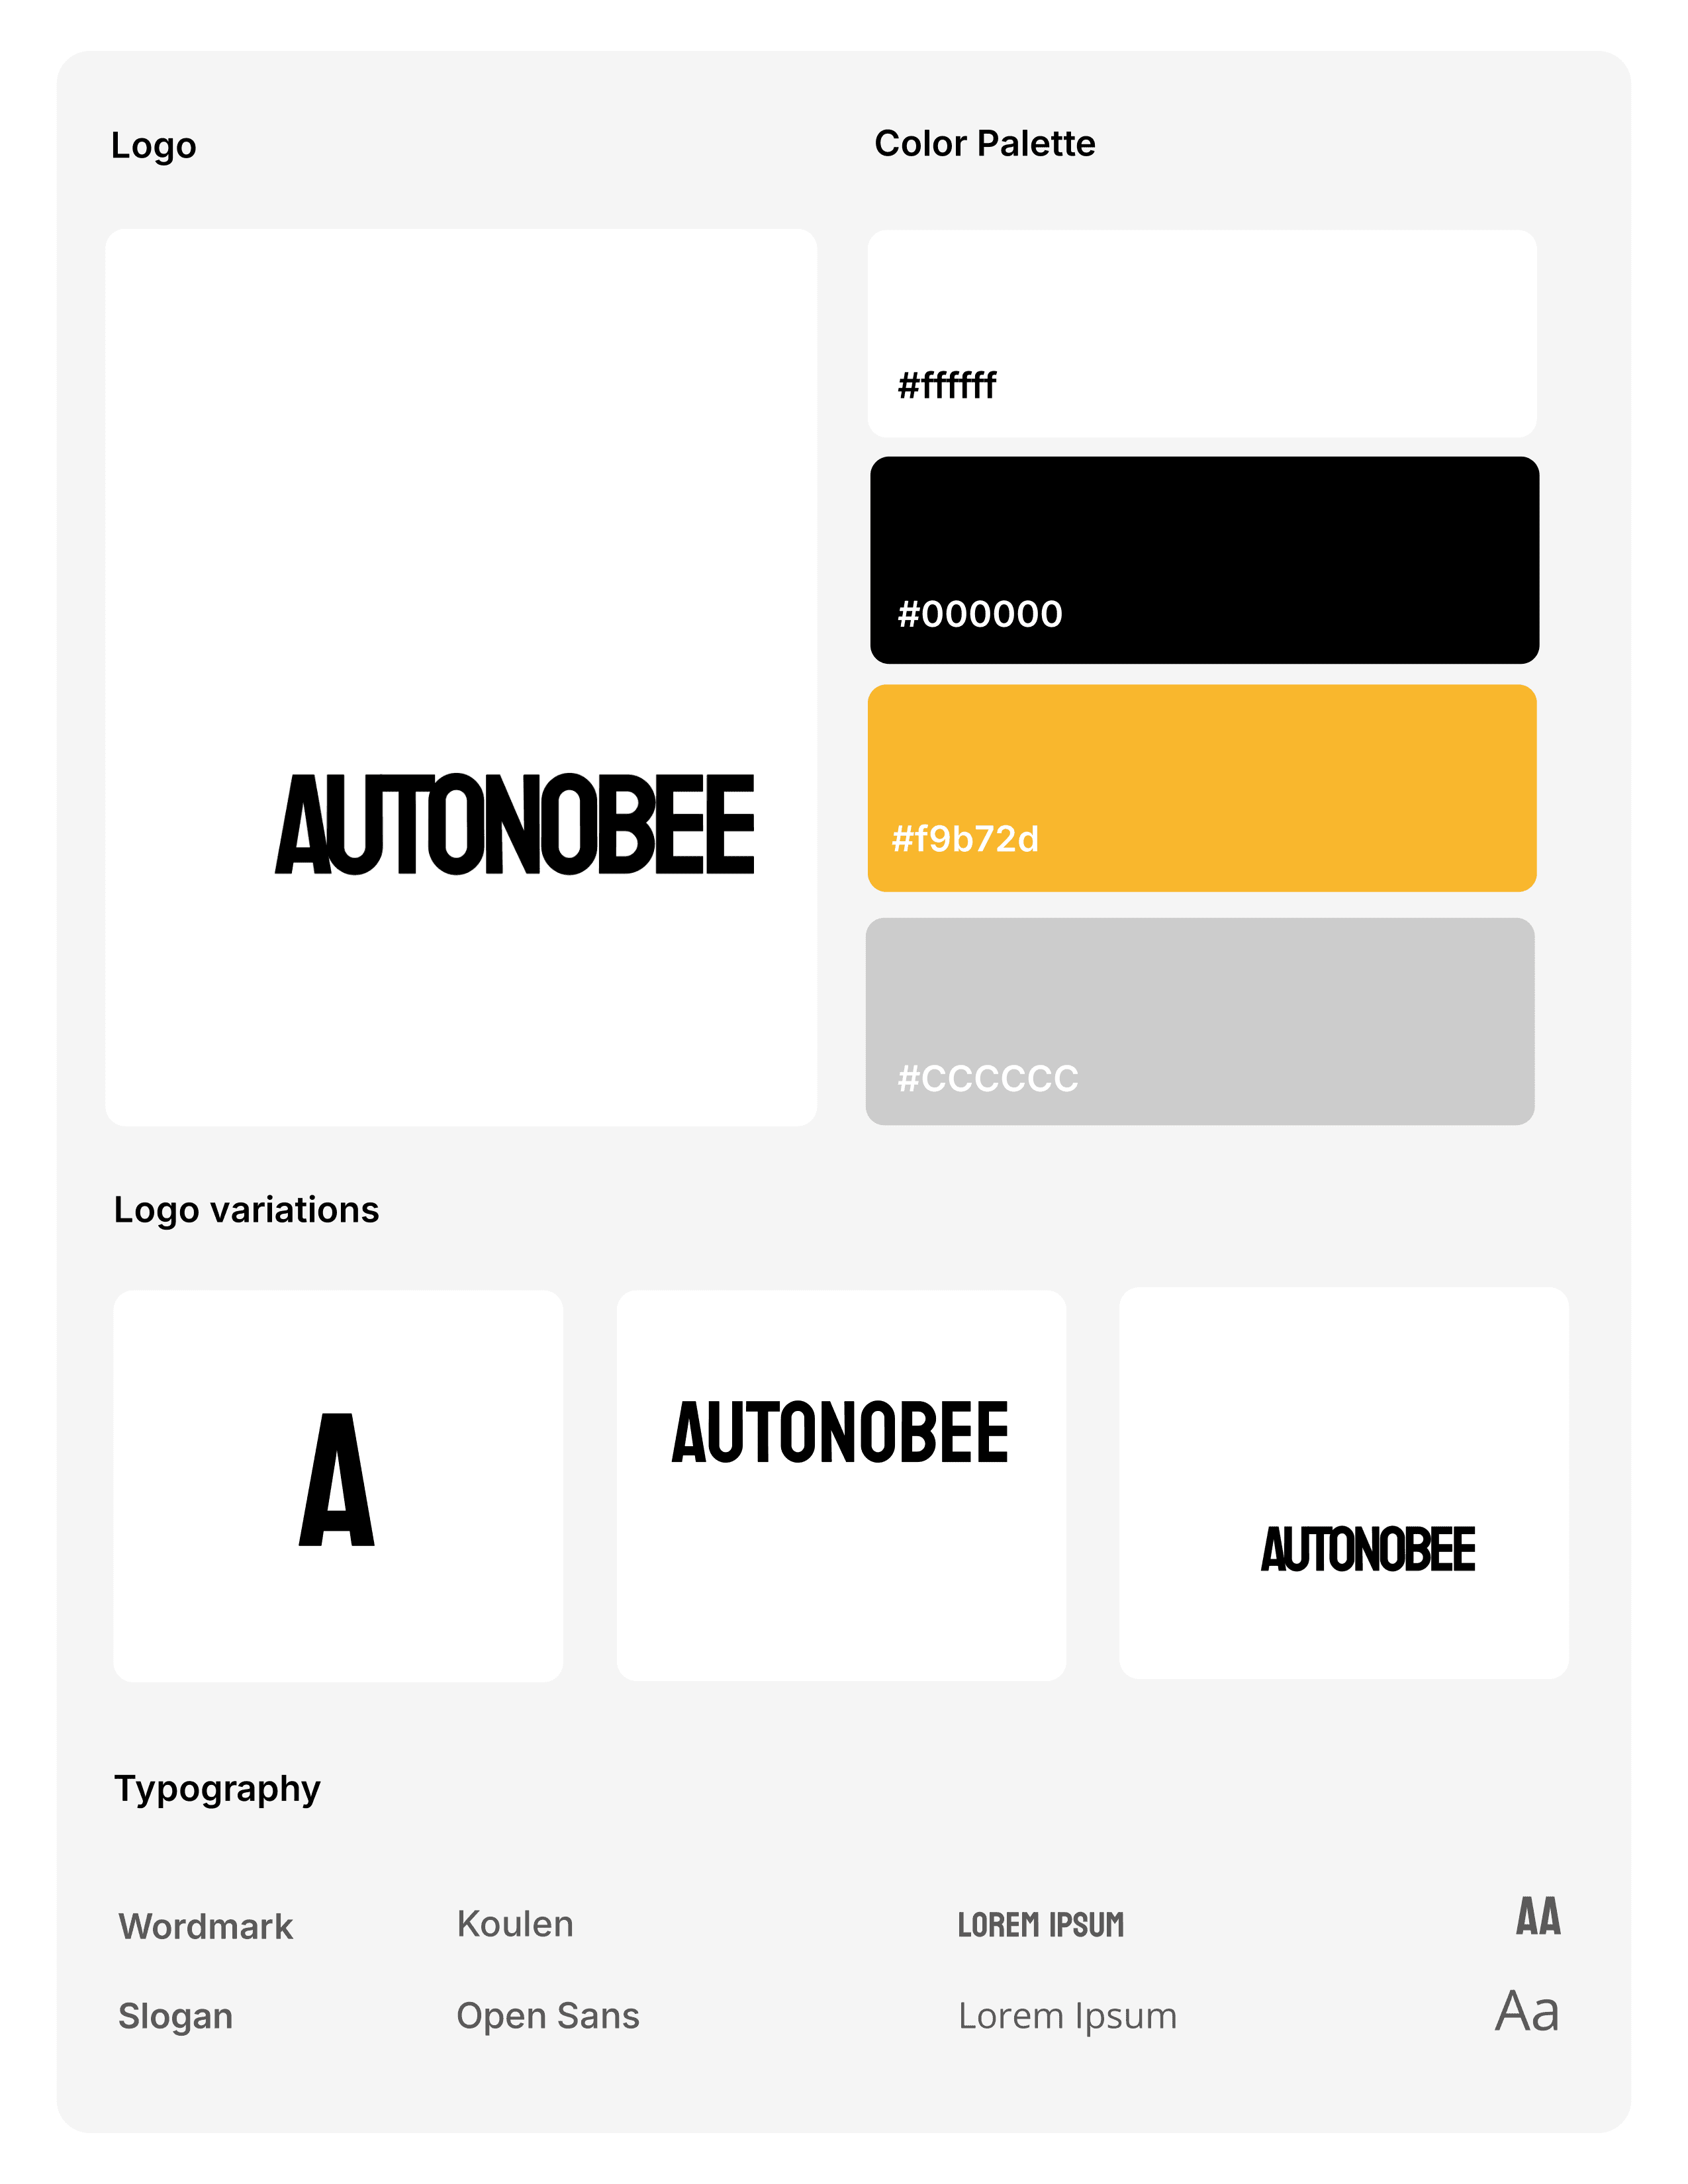 Logo
Color Palette
#ffffff
#000000
#f9b72d
#CCCCCC
AUTONOBEE
Logo variations
A
AUTONOBEE
AUTONOBEE
Typography
Wordmark Koulen LOREM IPSUM AA
Slogan Open Sans Lorem Ipsum Aa